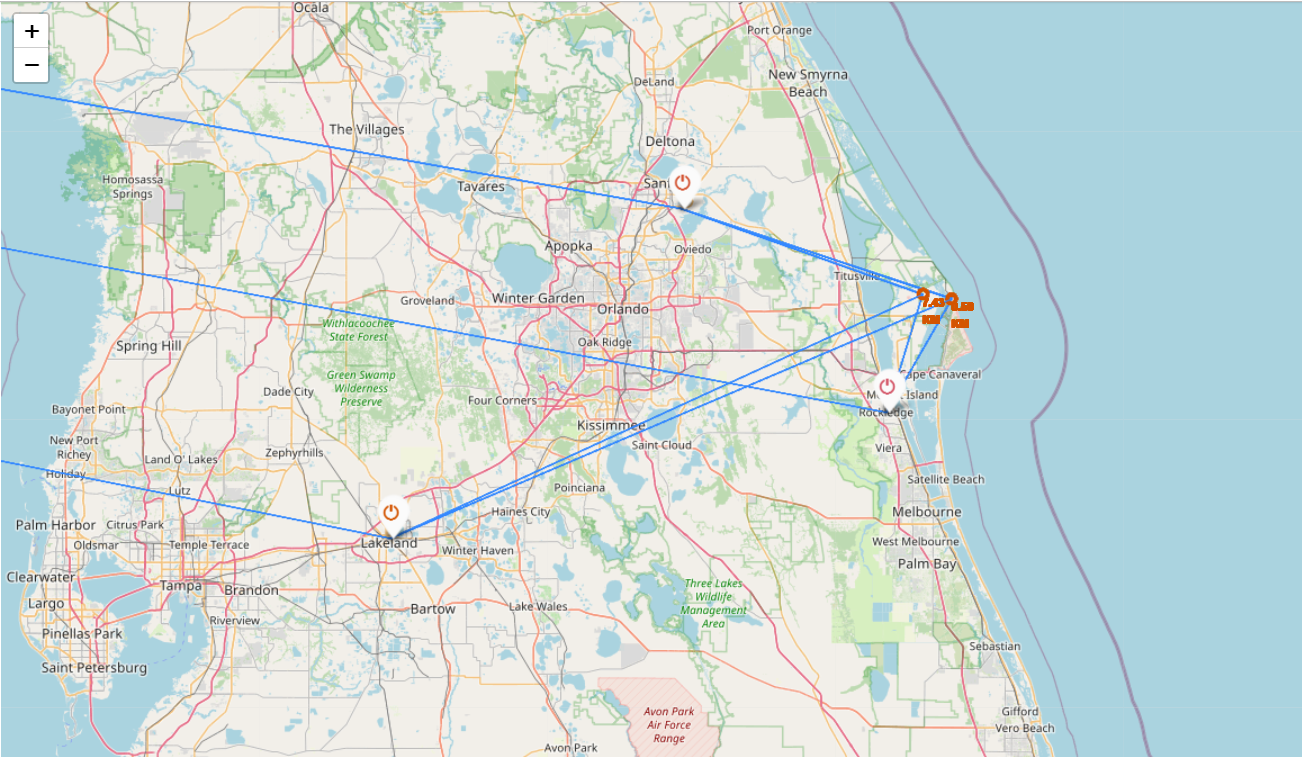 +
−
Ocala
Port Orange
DeLand
New Smyrna
Beach
The Villages
Deltona
Homosassa
Springs
Tavares
Apopka
Oviedo
Groveland
Winter Garden
Orlando
Withlacoochee
State Forest
Oak Ridge
Spring Hill
Green Swamp
Wilderness
Preserve
Cape Canaveral
Dade City
Four Corners
Island
Bayonet Point
Kissimmee
Rockledge
New Port
Richey
Saint Cloud
Viera
Land O' Lakes
Zephyrhills
Holiday
Lutz
Poinciana
Satellite Beach
Palm Harbor
Citrus Park
Haines City
Melbourne
Oldsmar
Temple Terrace
Lakeland
Winter Haven
West Melbourne
Palm Bay
Clearwater
Tampa
Brandon
Three Lakes
Wildlife
Management
Area
Largo
Bartow
Lake Wales
Riverview
Pinellas Park
Sebastian
Saint Petersburg
Avon Park
Air Force
Range
Gifford
Vero Beach
Avon Park